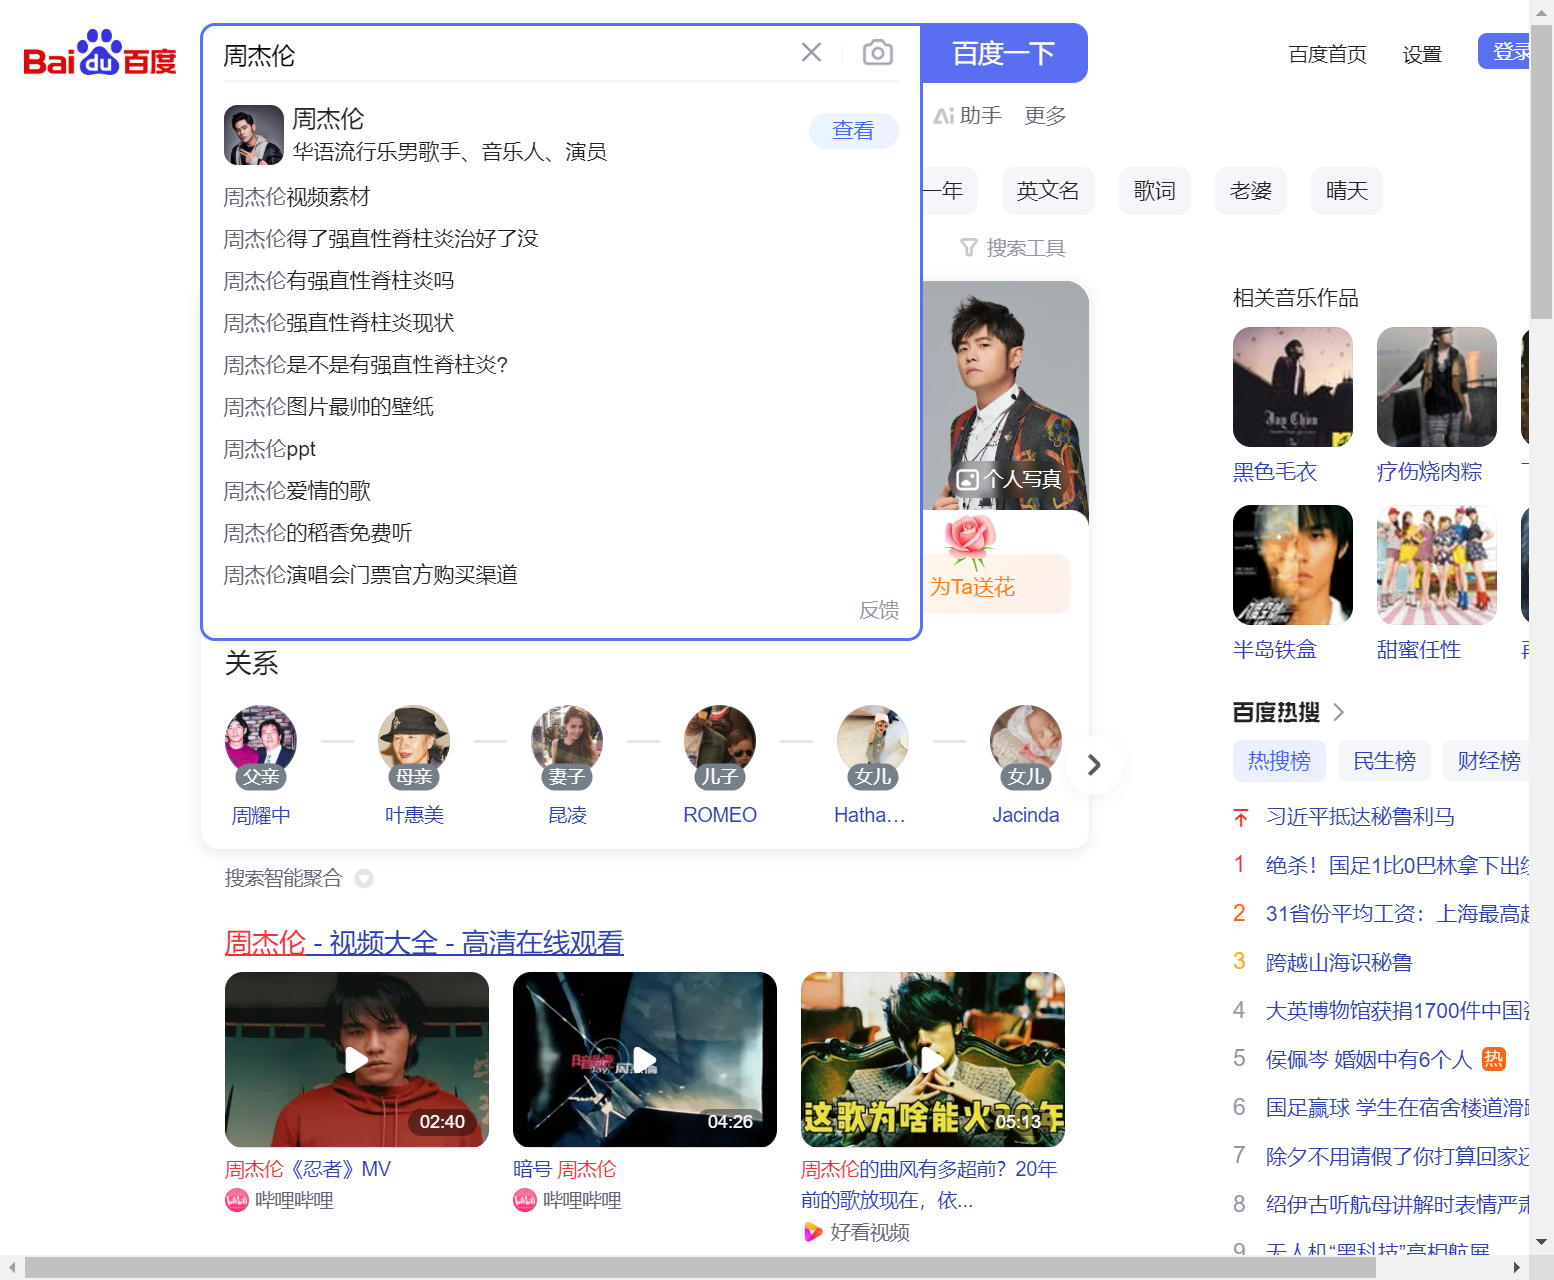 Bai du 百度
周杰伦
百度一下
百度首页
设置
登录
周杰伦
华语流行乐男歌手、音乐人、演员
查看
Ai 助手
更多
周杰伦视频素材
周杰伦得了强直性脊柱炎治好了没
周杰伦有强直性脊柱炎吗
周杰伦强直性脊柱炎现状
周杰伦是不是有强直性脊柱炎?
周杰伦图片最帅的壁纸
周杰伦ppt
周杰伦爱情的歌
周杰伦的稻香免费听
周杰伦演唱会门票官方购买渠道
反馈
一年
英文名
歌词
老婆
晴天
搜索工具
个人写真
为Ta送花
关系
父亲
母亲
妻子
儿子
女儿
女儿
周耀中
叶惠美
昆凌
ROMEO
Hatha...
Jacinda
搜索智能聚合
周杰伦 - 视频大全 - 高清在线观看
02:40
04:26
这歌为啥能火20年
05:13
周杰伦《忍者》MV
哔哩哔哩
暗号 周杰伦
哔哩哔哩
周杰伦的曲风有多超前？20年
前的歌放现在，依...
好看视频
相关音乐作品
Jay Chou
黑色毛衣
疗伤烧肉粽
半岛铁盒
甜蜜任性
百度热搜
热搜榜
民生榜
财经榜
习近平抵达秘鲁利马
1 绝杀！国足1比0巴林拿下出线
2 31省份平均工资：上海最高超
3 跨越山海识秘鲁
4 大英博物馆获捐1700件中国瓷
5 侯佩岑 婚姻中有6个人 热
6 国足赢球 学生在宿舍楼道滑跪
7 除夕不用请假了你打算回家还
8 绍伊古听航母讲解时表情严肃
9 无人机“黑科技”亮相航展